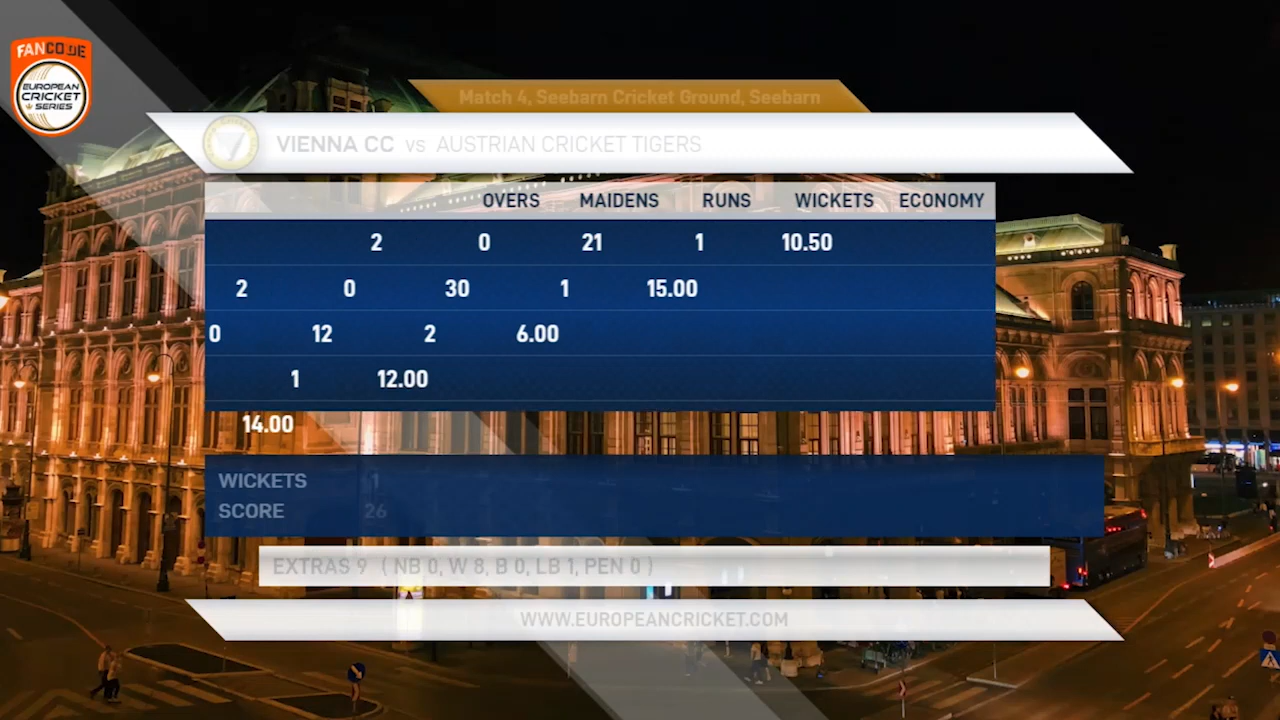 FANCODE
EUROPEAN
CRICKET
SERIES
Match 4, Seebarn Cricket Ground, Seebarn
VIENNA CC vs AUSTRIAN CRICKET TIGERS
OVERS MAIDENS RUNS WICKETS ECONOMY
2 0 21 1 10.50
2 0 30 1 15.00
0 12 2 6.00
1 12.00
14.00
WICKETS 1
SCORE 26
EXTRAS 9 ( NB 0, W 8, B 0, LB 1, PEN 0 )
WWW.EUROPEANCRICKET.COM